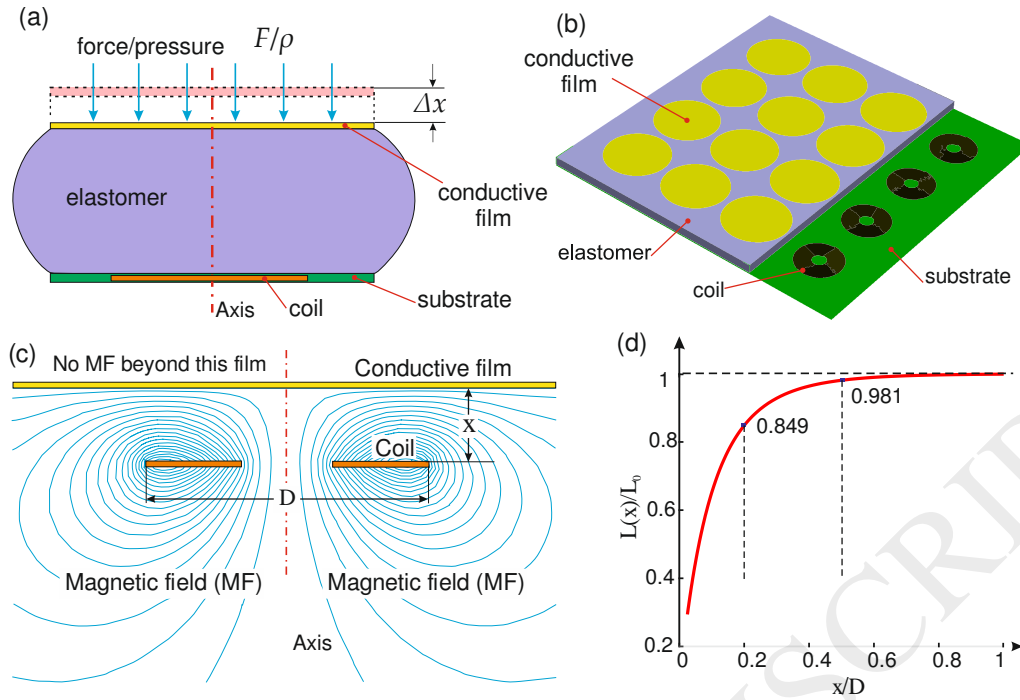 (a)
F/ρ
force/pressure
Δx
elastomer
conductive
film
substrate
coil
Axis
(b)
conductive
film
elastomer
coil
substrate
(c)
No MF beyond this film
Conductive film
x
Coil
D
Magnetic field (MF)
Magnetic field (MF)
Axis
(d)
1
0.981
0.849
0.8
L(x)/L₀
0.6
0.4
0.2
0
0.2
0.4
0.6
0.8
1
x/D